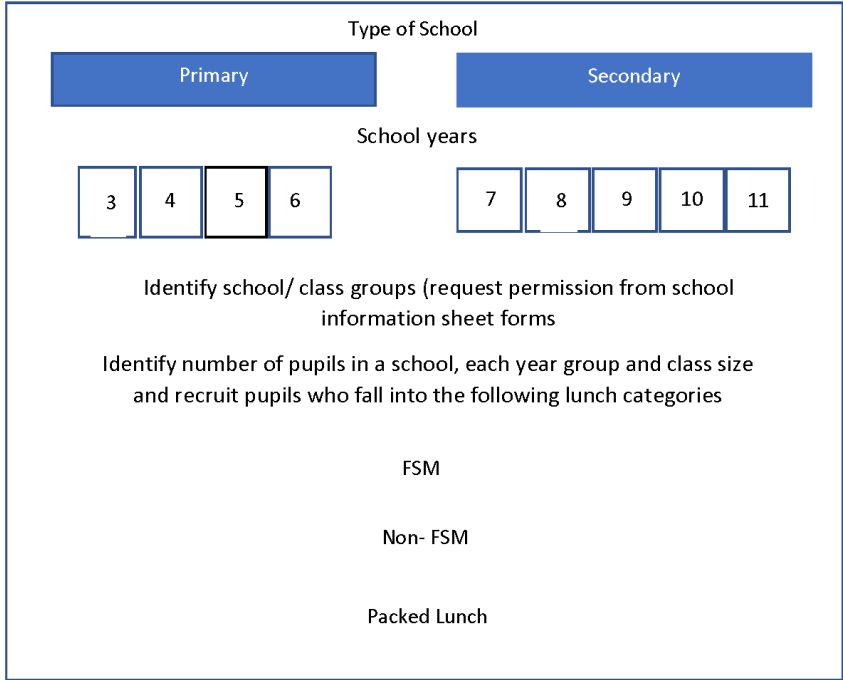 Type of School
Primary
Secondary
School years
3 4 5 6 7 8 9 10 11
Identify school/ class groups (request permission from school
information sheet forms
Identify number of pupils in a school, each year group and class size
and recruit pupils who fall into the following lunch categories
FSM
Non- FSM
Packed Lunch